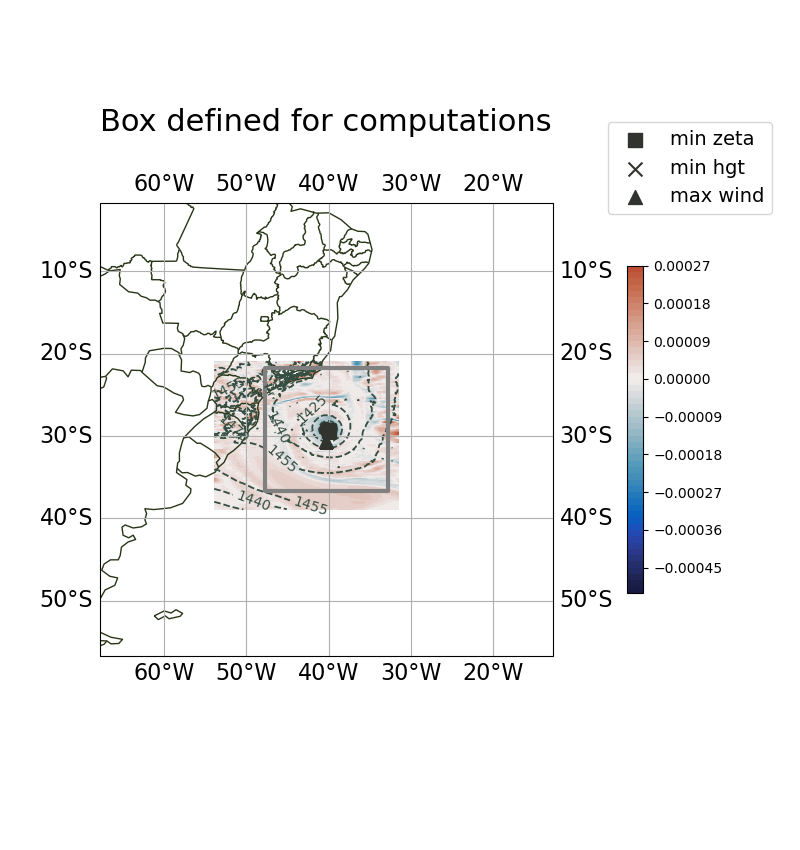 Box defined for computations
min zeta
min hgt
max wind
60°W 50°W 40°W 30°W 20°W
10°S 10°S
20°S 20°S
30°S 30°S
40°S 40°S
50°S 50°S
60°W 50°W 40°W 30°W 20°W
1425
1440
1455
1440 1455
0.00027
0.00018
0.00009
0.00000
−0.00009
−0.00018
−0.00027
−0.00036
−0.00045